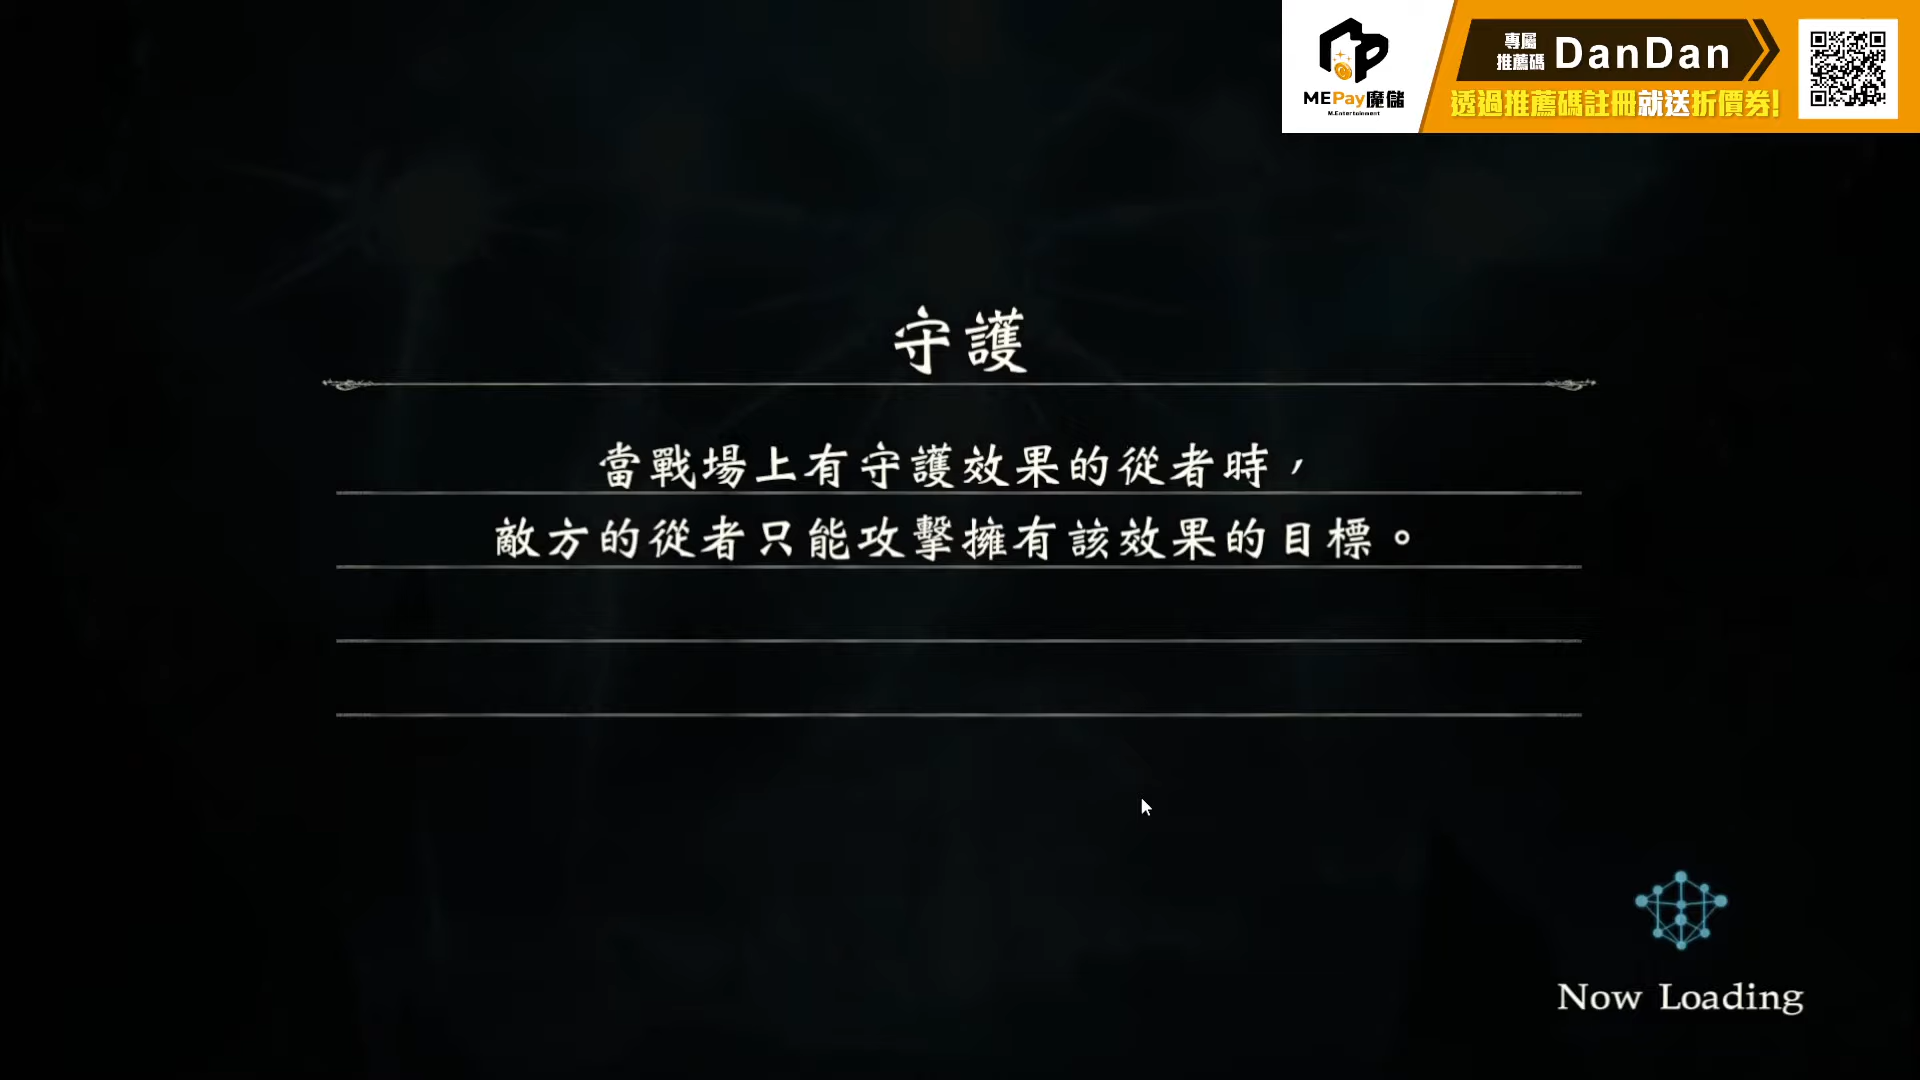 專屬
推薦碼 DanDan
MEPay魔儲
M.Entertainment
透過推薦碼註冊就送折價券!
守護
當戰場上有守護效果的從者時，
敵方的從者只能攻擊擁有該效果的目標。
Now Loading